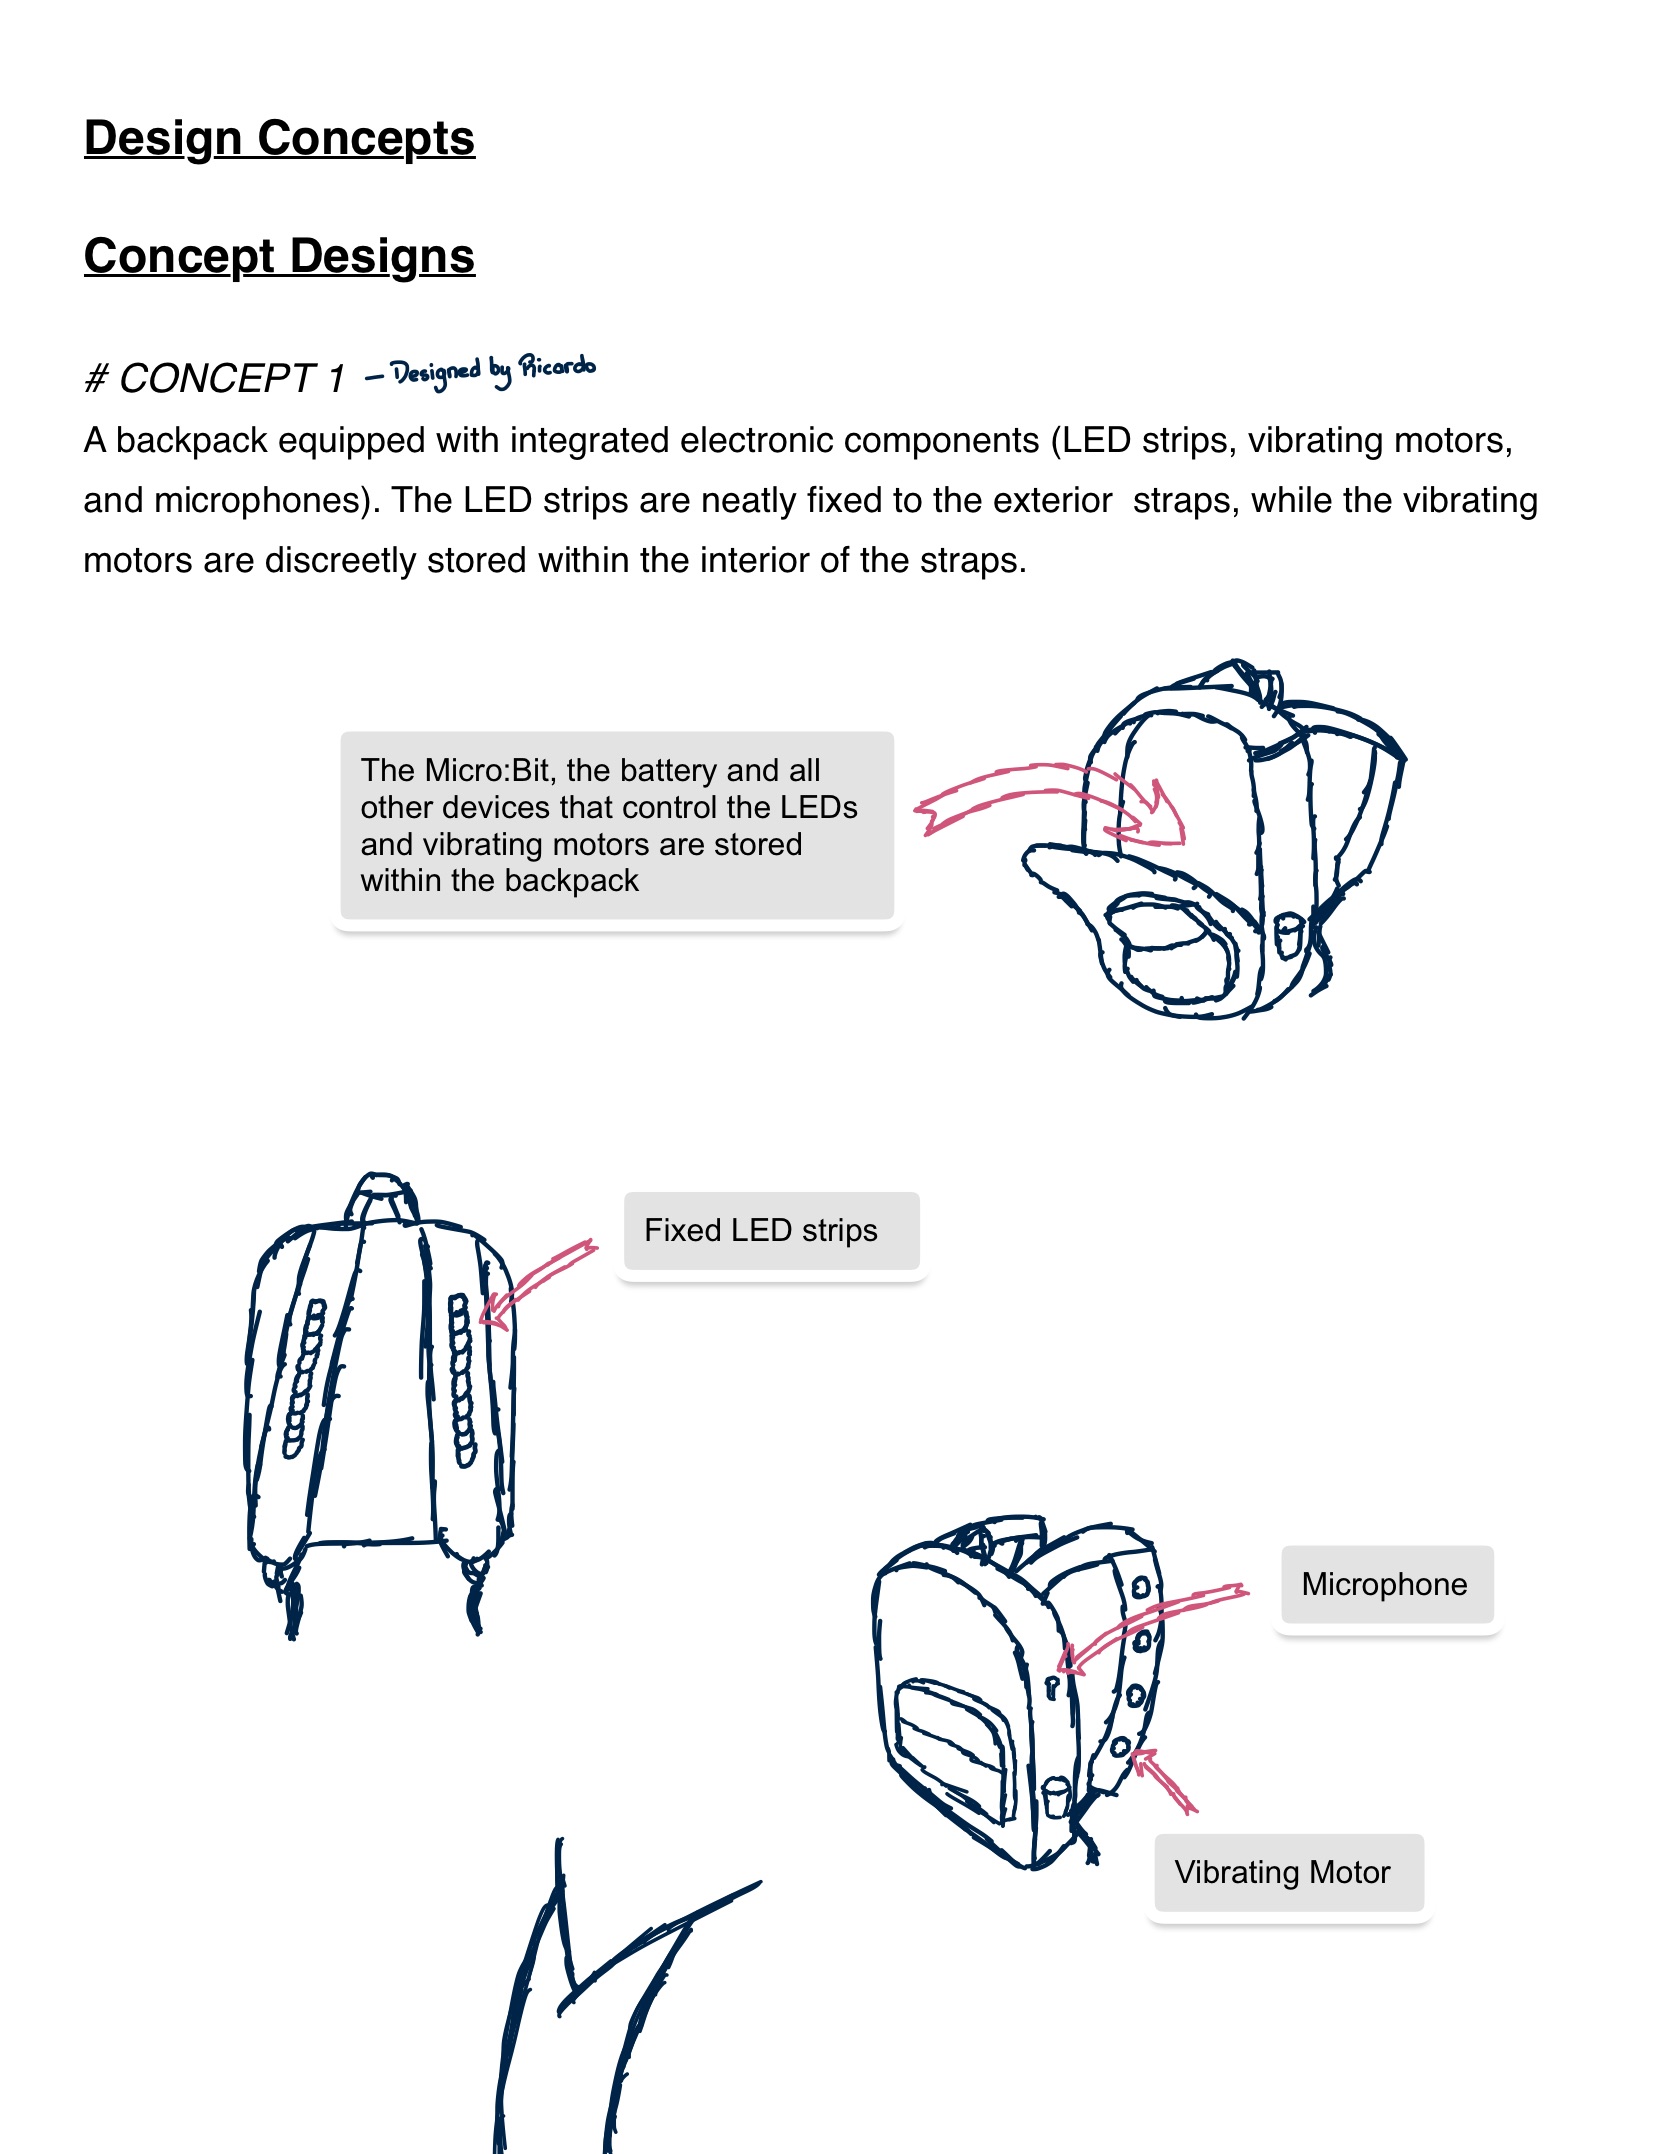 Design Concepts
Concept Designs
# CONCEPT 1 – Designed by Ricardo
A backpack equipped with integrated electronic components (LED strips, vibrating motors,
and microphones). The LED strips are neatly fixed to the exterior  straps, while the vibrating
motors are discreetly stored within the interior of the straps.
The Micro:Bit, the battery and all
other devices that control the LEDs
and vibrating motors are stored
within the backpack
Fixed LED strips
Microphone
Vibrating Motor